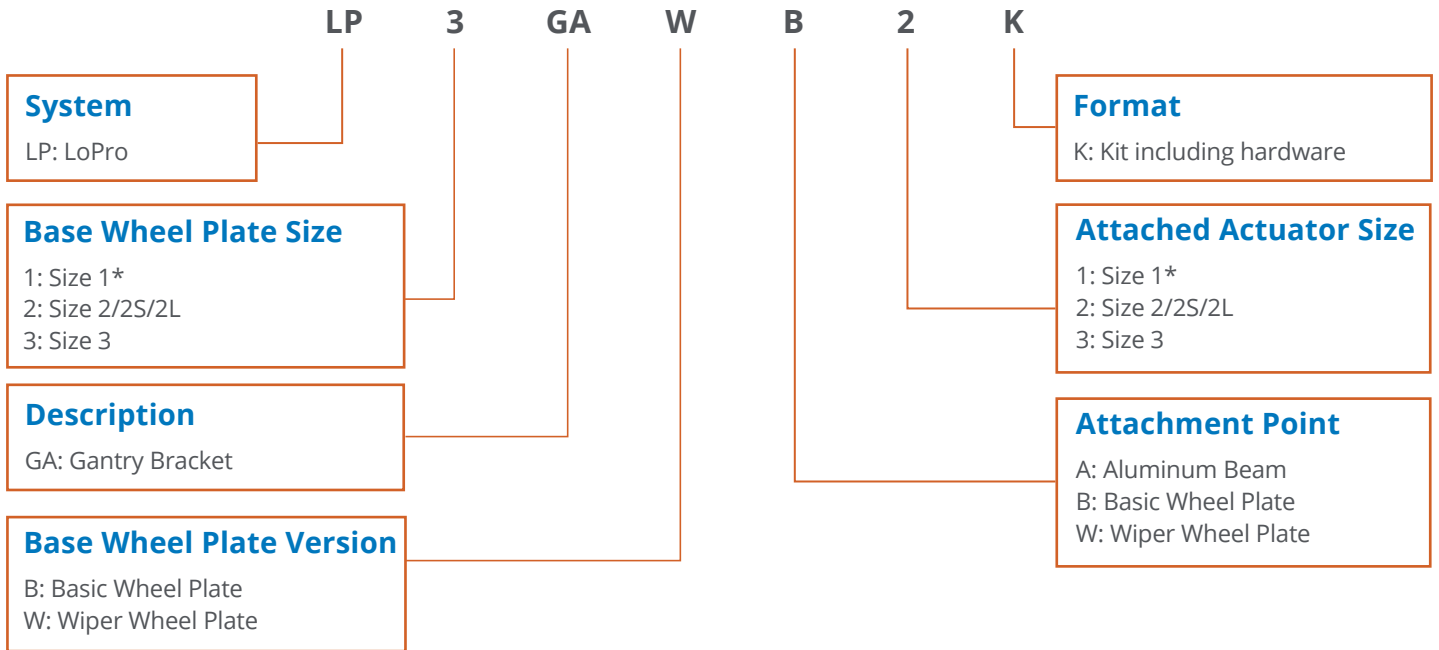 LP 3 GA W B 2 K
System
LP: LoPro
Base Wheel Plate Size
1: Size 1*
2: Size 2/2S/2L
3: Size 3
Description
GA: Gantry Bracket
Base Wheel Plate Version
B: Basic Wheel Plate
W: Wiper Wheel Plate
Format
K: Kit including hardware
Attached Actuator Size
1: Size 1*
2: Size 2/2S/2L
3: Size 3
Attachment Point
A: Aluminum Beam
B: Basic Wheel Plate
W: Wiper Wheel Plate